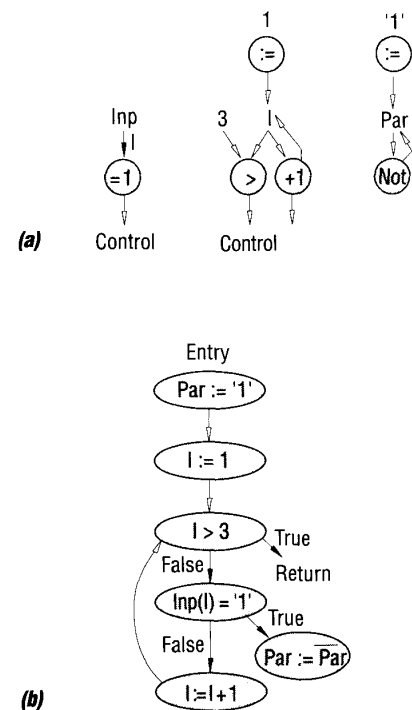 1
'1'
:=
:=
Inp
3
I
Par
I
=1
>
+1
Not
(a)
Control
Control
Entry
Par := '1'
I := 1
I > 3
True
False
Return
Inp(I) = '1'
True
False
Par := P̅a̅r̅
(b)
I:=I+1